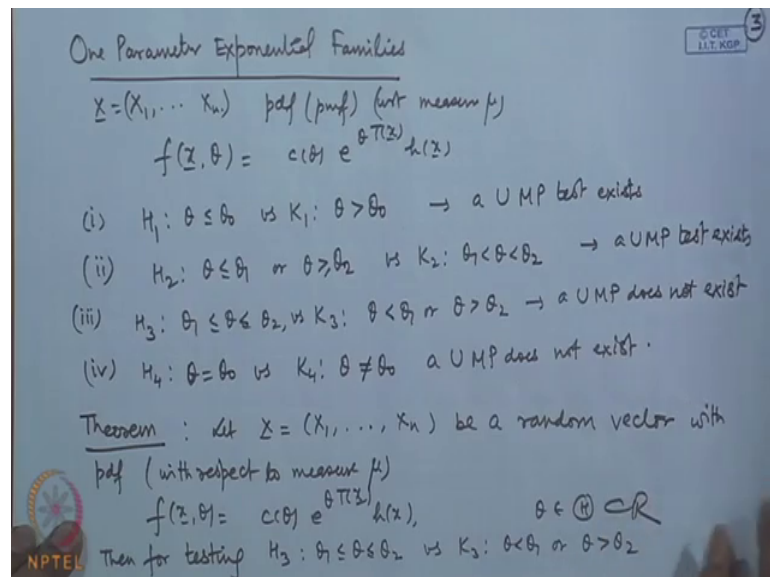 3
© CET
I.I.T. KGP
One Parameter Exponential Families
X = (X₁, ... Xₙ) pdf (pmf) (wrt measure μ)
f(x, θ) = c(θ) e^{θ T(x)} h(x)
(i) H₁: θ ≤ θ₀ vs K₁: θ > θ₀ → a UMP test exists
(ii) H₂: θ ≤ θ₁ or θ ≥ θ₂ vs K₂: θ₁ < θ < θ₂ → a UMP test exists
(iii) H₃: θ₁ ≤ θ ≤ θ₂, vs K₃: θ < θ₁ or θ > θ₂ → a UMP does not exist
(iv) H₄: θ = θ₀ vs K₄: θ ≠ θ₀ a UMP does not exist.
Theorem : Let X = (X₁, ..., Xₙ) be a random vector with
pdf (with respect to measure μ)
f(x, θ) = c(θ) e^{θ T(x)} h(x), θ ∈ Ⓗ ⊂ R
NPTEL Then for testing H₃: θ₁ ≤ θ ≤ θ₂ vs K₃: θ < θ₁ or θ > θ₂